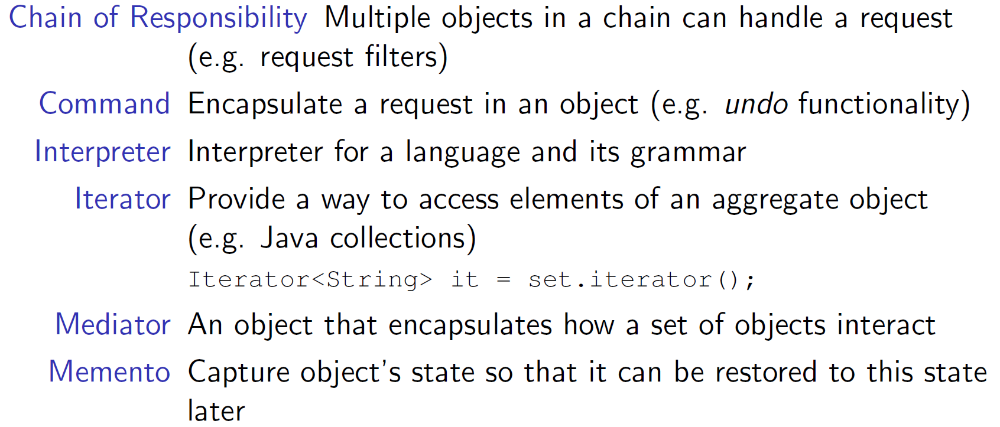 Chain of Responsibility Multiple objects in a chain can handle a request
(e.g. request filters)
Command Encapsulate a request in an object (e.g. undo functionality)
Interpreter Interpreter for a language and its grammar
Iterator Provide a way to access elements of an aggregate object
(e.g. Java collections)
Iterator<String> it = set.iterator();
Mediator An object that encapsulates how a set of objects interact
Memento Capture object's state so that it can be restored to this state
later